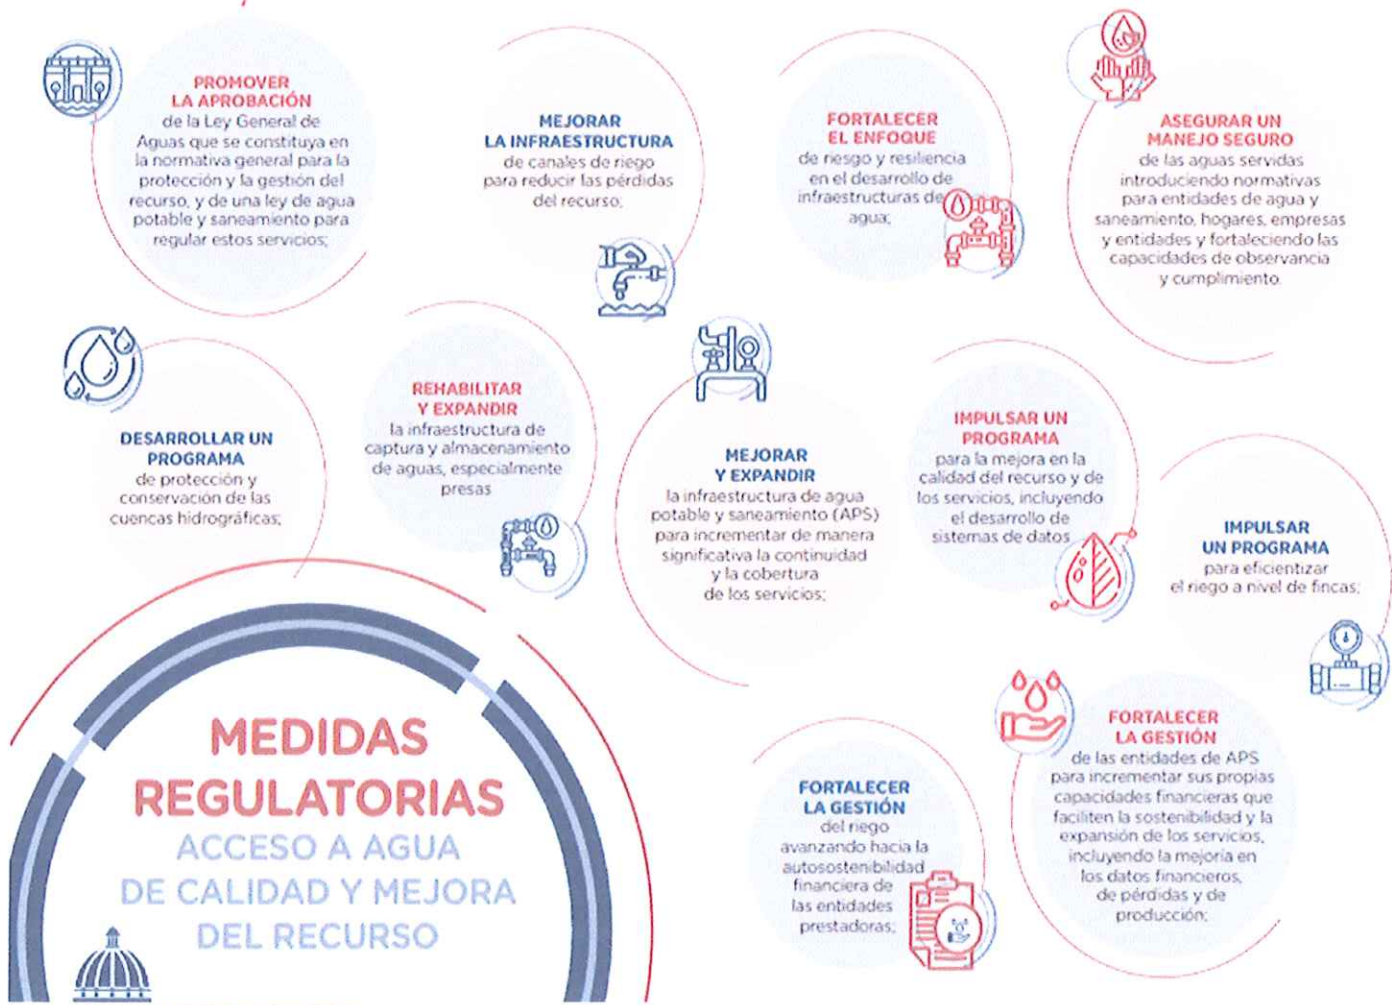 PROMOVER
LA APROBACIÓN
de la Ley General de
Aguas que se constituya en
la normativa general para la
protección y la gestión del
recurso, y de una ley de agua
potable y saneamiento para
regular estos servicios;
MEJORAR
LA INFRAESTRUCTURA
de canales de riego
para reducir las pérdidas
del recurso;
FORTALECER
EL ENFOQUE
de riesgo y resiliencia
en el desarrollo de
infraestructuras de
agua;
ASEGURAR UN
MANEJO SEGURO
de las aguas servidas
introduciendo normativas
para entidades de agua y
saneamiento, hogares, empresas
y entidades y fortaleciendo las
capacidades de observancia
y cumplimiento.
DESARROLLAR UN
PROGRAMA
de protección y
conservación de las
cuencas hidrográficas;
REHABILITAR
Y EXPANDIR
la infraestructura de
captura y almacenamiento
de aguas, especialmente
presas
MEJORAR
Y EXPANDIR
la infraestructura de agua
potable y saneamiento (APS)
para incrementar de manera
significativa la continuidad
y la cobertura
de los servicios;
IMPULSAR UN
PROGRAMA
para la mejora en la
calidad del recurso y de
los servicios, incluyendo
el desarrollo de
sistemas de datos
IMPULSAR
UN PROGRAMA
para eficientizar
el riego a nivel de fincas;
MEDIDAS
REGULATORIAS
ACCESO A AGUA
DE CALIDAD Y MEJORA
DEL RECURSO
FORTALECER
LA GESTIÓN
del riego
avanzando hacia la
autosostenibilidad
financiera de
las entidades
prestadoras;
FORTALECER
LA GESTIÓN
de las entidades de APS
para incrementar sus propias
capacidades financieras que
faciliten la sostenibilidad y la
expansión de los servicios,
incluyendo la mejoría en
los datos financieros,
de pérdidas y de
producción;